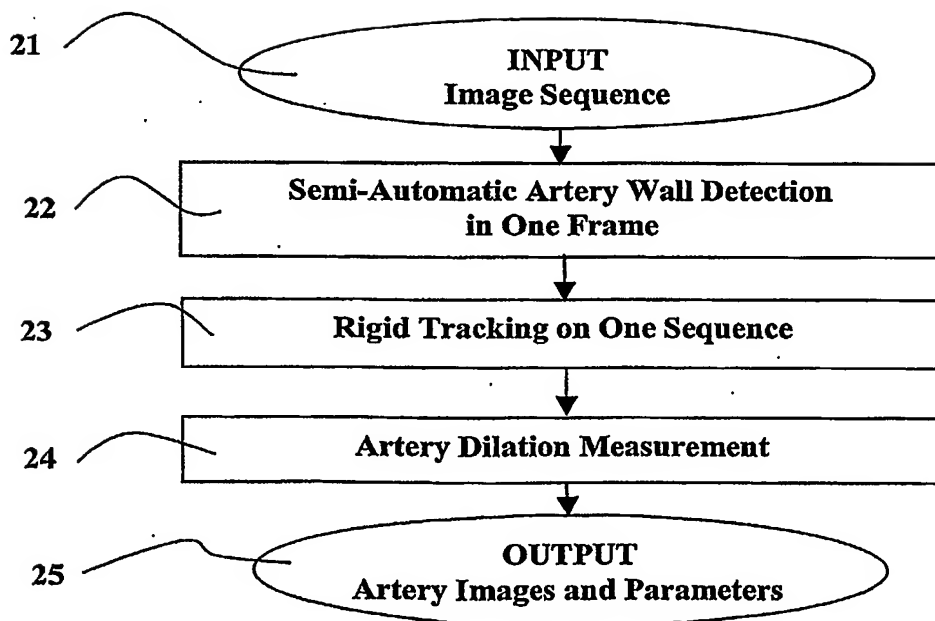 21
INPUT
Image Sequence
22
Semi-Automatic Artery Wall Detection
in One Frame
23
Rigid Tracking on One Sequence
24
Artery Dilation Measurement
25
OUTPUT
Artery Images and Parameters